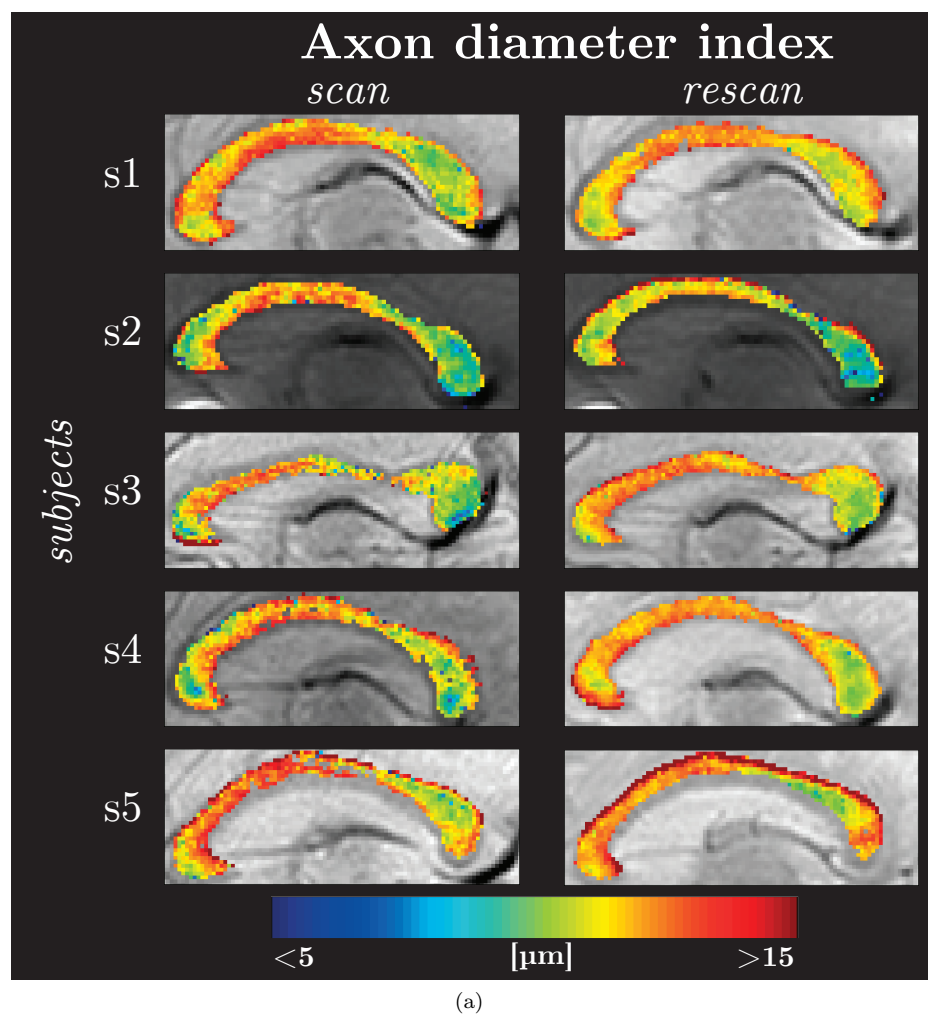 Axon diameter index
scan rescan
subjects
s1
s2
s3
s4
s5
<5 [µm] >15
(a)